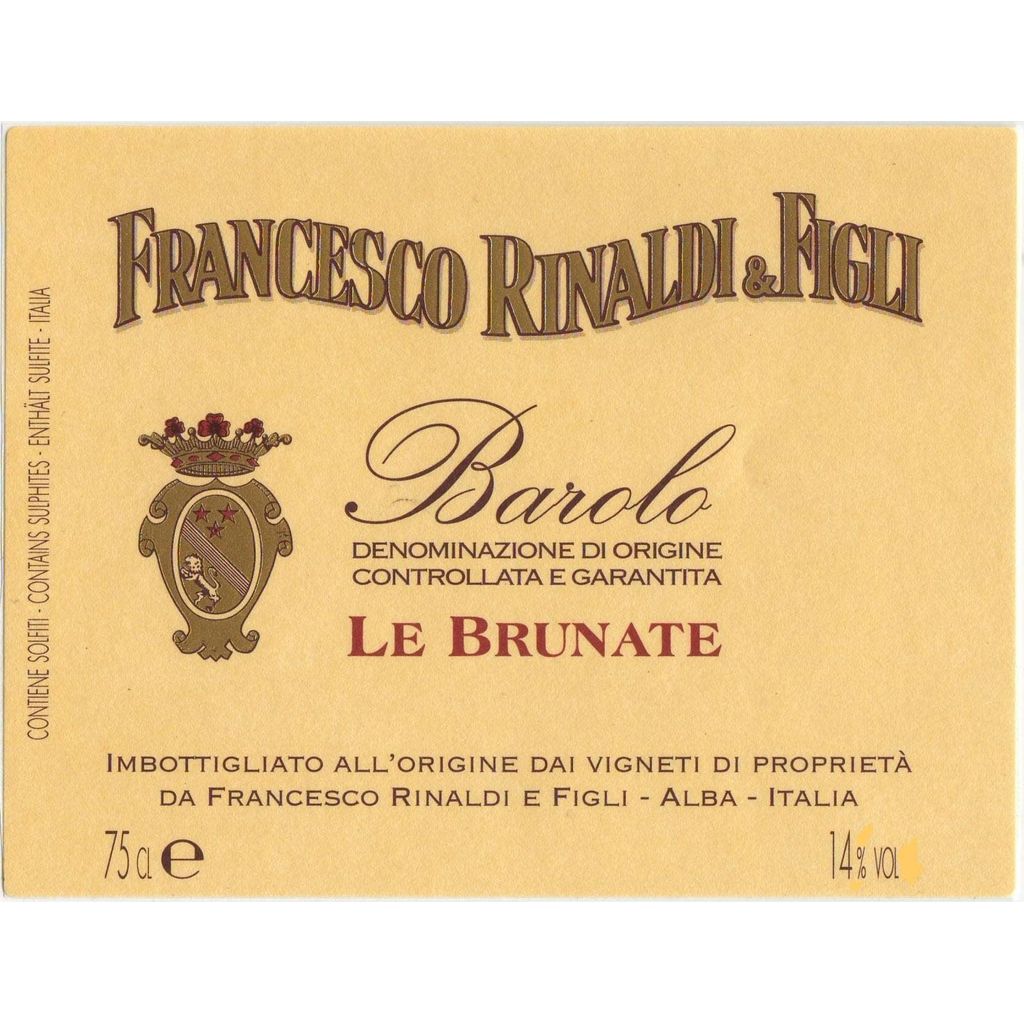 FRANCESCO RINALDI & FIGLI
Barolo
DENOMINAZIONE DI ORIGINE
CONTROLLATA E GARANTITA
LE BRUNATE
IMBOTTIGLIATO ALL'ORIGINE DAI VIGNETI DI PROPRIETÀ
DA FRANCESCO RINALDI E FIGLI - ALBA - ITALIA
75 CL e
14% VOL
CONTIENE SOLFITI - CONTAINS SULPHITES - ENTHÄLT SULFITE - ITALIA